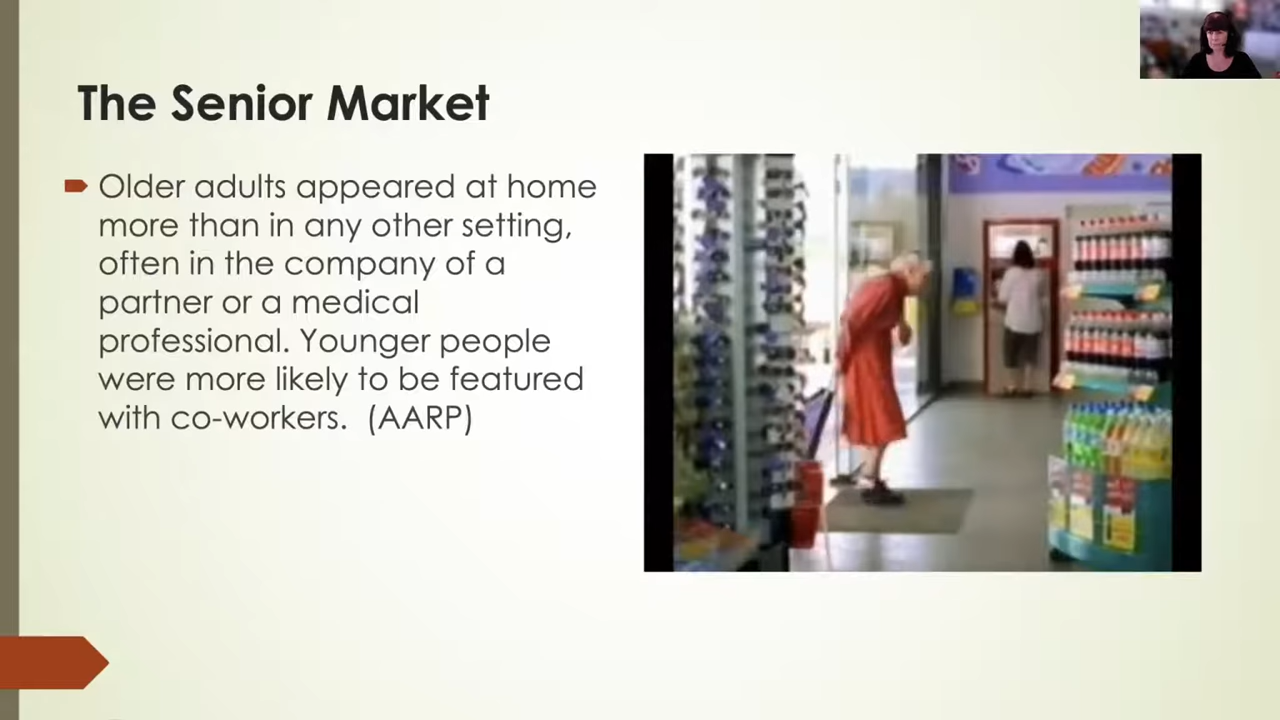 The Senior Market
Older adults appeared at home
more than in any other setting,
often in the company of a
partner or a medical
professional. Younger people
were more likely to be featured
with co-workers. (AARP)